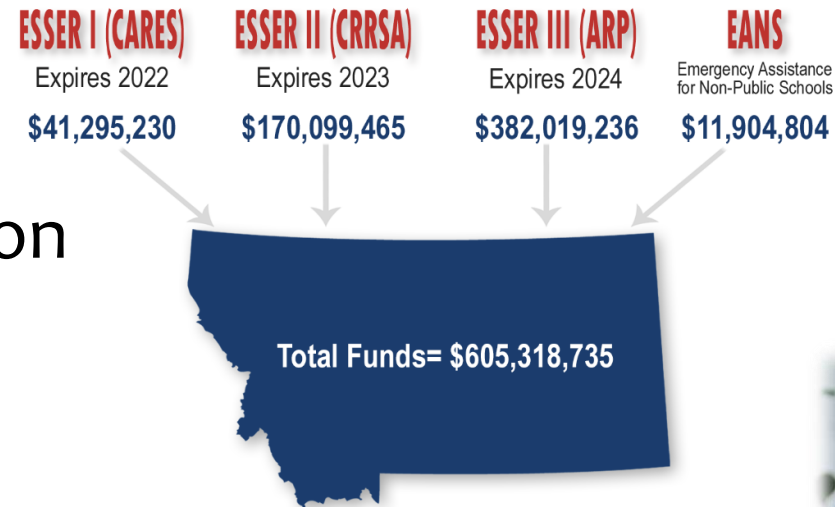 ESSER I (CARES)
Expires 2022
$41,295,230
ESSER II (CRRSA)
Expires 2023
$170,099,465
ESSER III (ARP)
Expires 2024
$382,019,236
EANS
Emergency Assistance
for Non-Public Schools
$11,904,804
on
Total Funds= $605,318,735